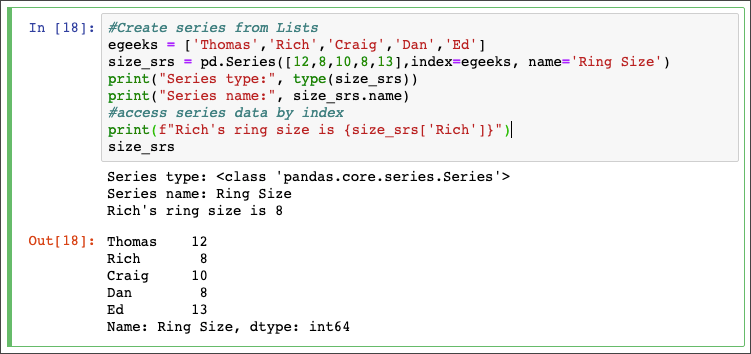 In [18]: #Create series from Lists
egeeks = ['Thomas','Rich','Craig','Dan','Ed']
size_srs = pd.Series([12,8,10,8,13],index=egeeks, name='Ring Size')
print("Series type:", type(size_srs))
print("Series name:", size_srs.name)
#access series data by index
print(f"Rich's ring size is {size_srs['Rich']}")
size_srs
Series type: <class 'pandas.core.series.Series'>
Series name: Ring Size
Rich's ring size is 8
Out[18]: Thomas    12
Rich       8
Craig     10
Dan        8
Ed        13
Name: Ring Size, dtype: int64